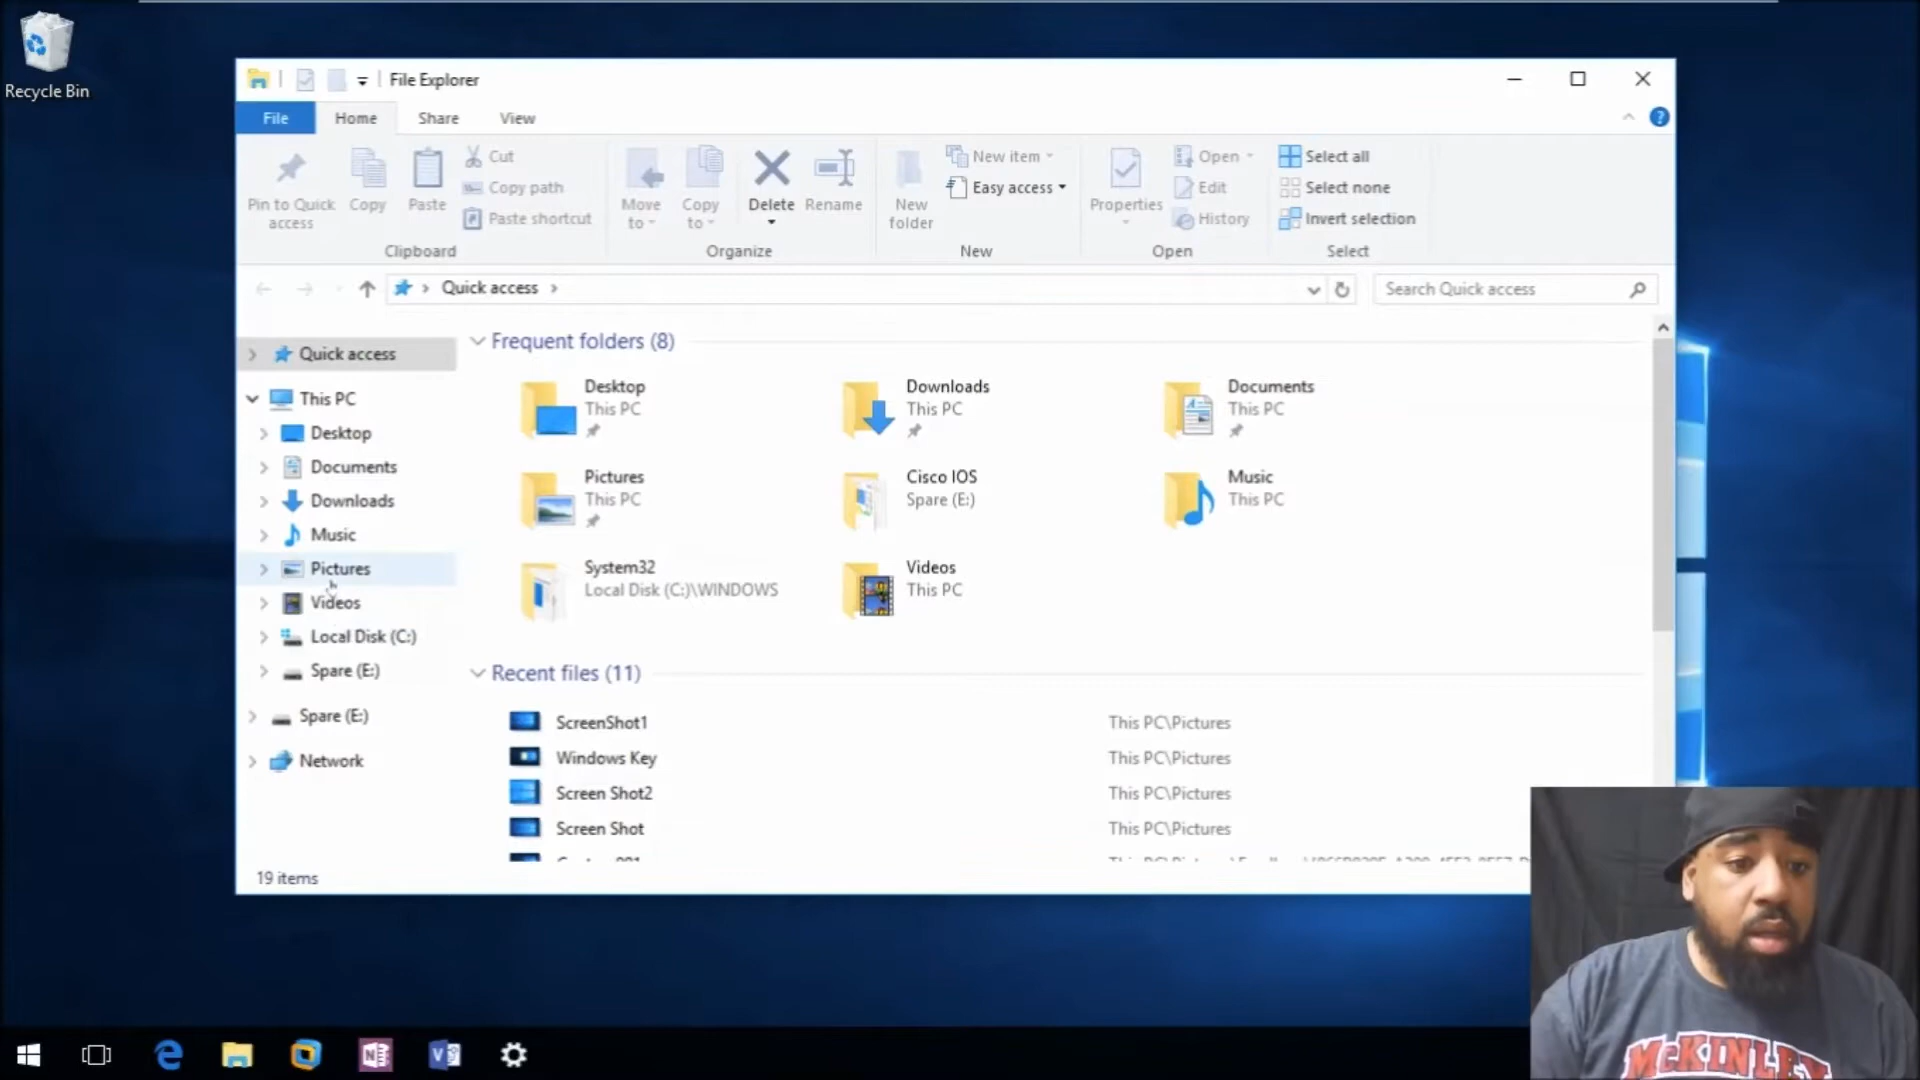 Recycle Bin
File Explorer
File
Home
Share
View
Pin to Quick
access
Copy
Paste
Cut
Copy path
Paste shortcut
Clipboard
Move
to
Copy
to
Delete
Rename
Organize
New
folder
New item
Easy access
New
Properties
Open
Edit
History
Open
Select all
Select none
Invert selection
Select
Quick access
Search Quick access
Quick access
This PC
Desktop
Documents
Downloads
Music
Pictures
Videos
Local Disk (C:)
Spare (E:)
Spare (E:)
Network
Frequent folders (8)
Desktop
This PC
Downloads
This PC
Documents
This PC
Pictures
This PC
Cisco IOS
Spare (E:)
Music
This PC
System32
Local Disk (C:)\WINDOWS
Videos
This PC
Recent files (11)
ScreenShot1 This PC\Pictures
Windows Key This PC\Pictures
Screen Shot2 This PC\Pictures
Screen Shot This PC\Pictures
19 items
McKINLEY